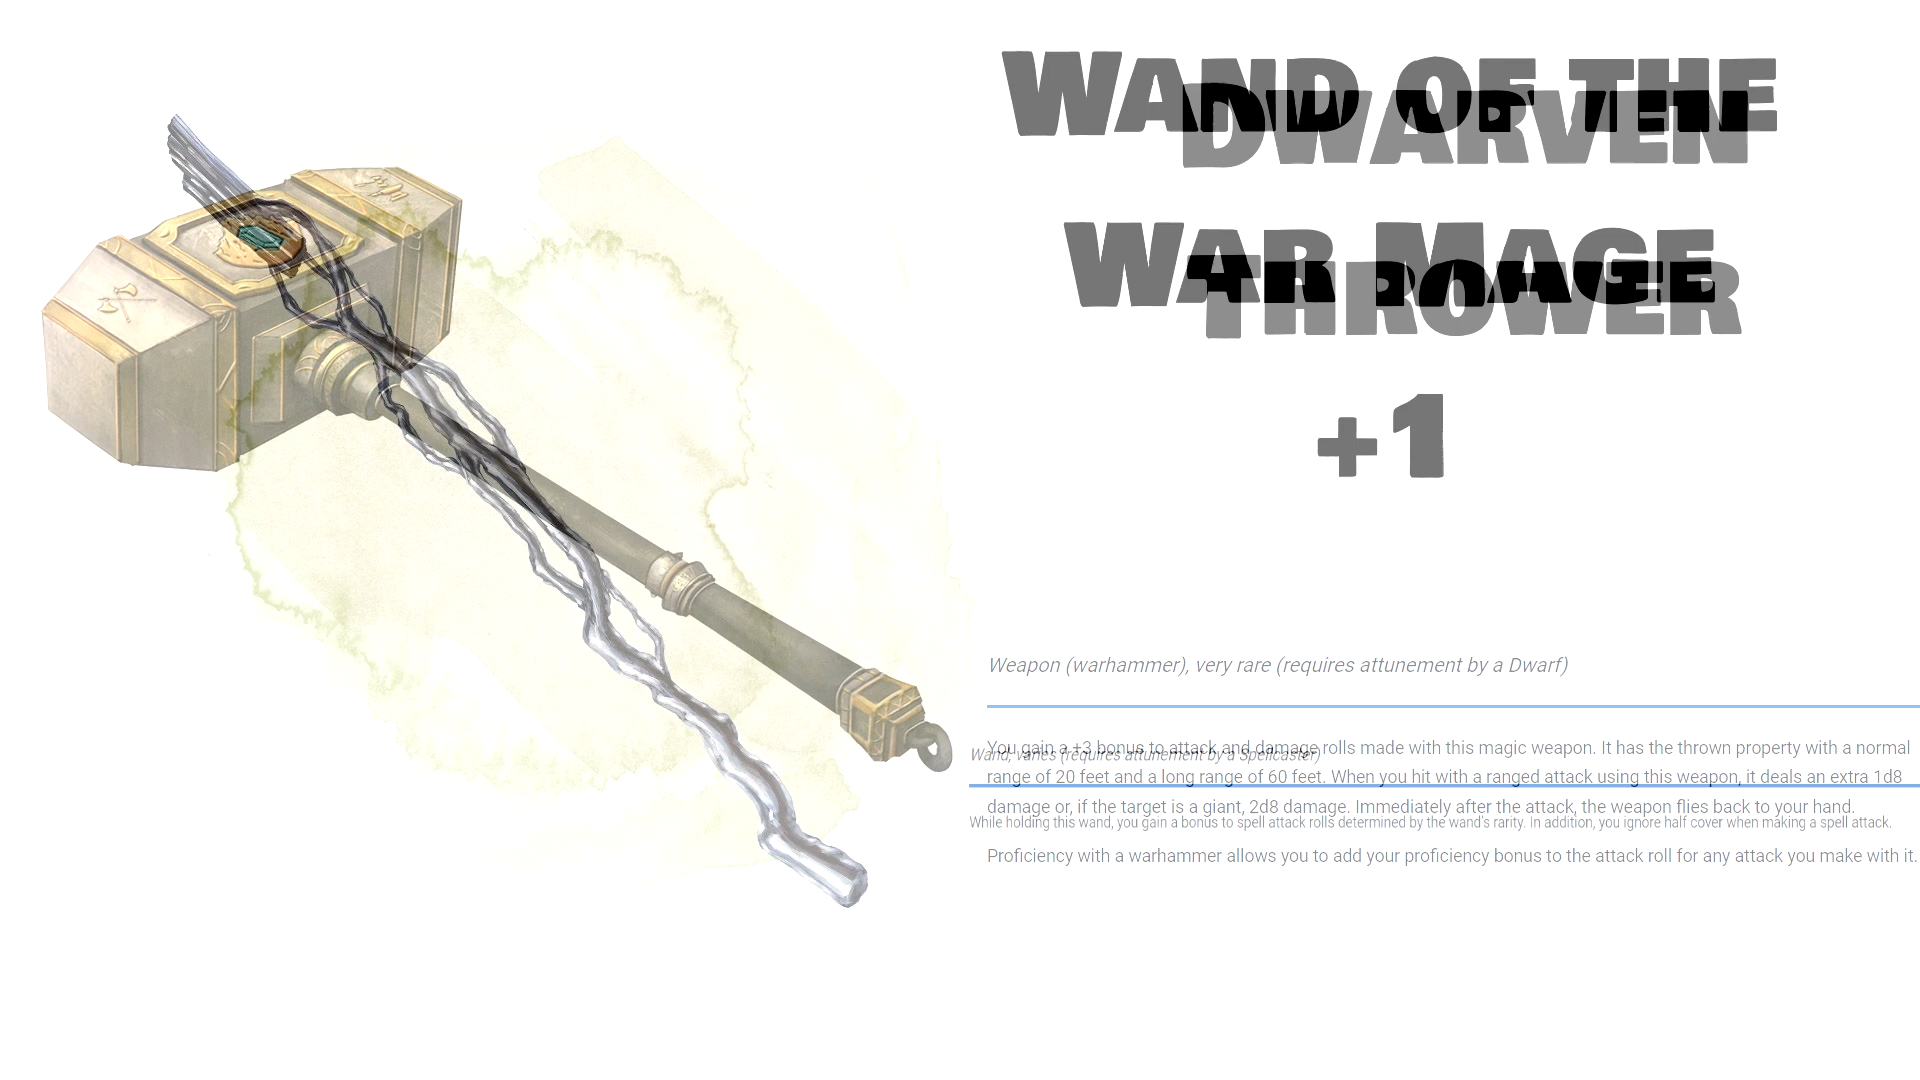 WAND OF THE
DWARVEN
WAR MAGE
THROWER
+1
Weapon (warhammer), very rare (requires attunement by a Dwarf)
You gain a +3 bonus to attack and damage rolls made with this magic weapon. It has the thrown property with a normal
Wand, varies (requires attunement by a Spellcaster)
range of 20 feet and a long range of 60 feet. When you hit with a ranged attack using this weapon, it deals an extra 1d8
damage or, if the target is a giant, 2d8 damage. Immediately after the attack, the weapon flies back to your hand.
While holding this wand, you gain a bonus to spell attack rolls determined by the wand's rarity. In addition, you ignore half cover when making a spell attack.
Proficiency with a warhammer allows you to add your proficiency bonus to the attack roll for any attack you make with it.